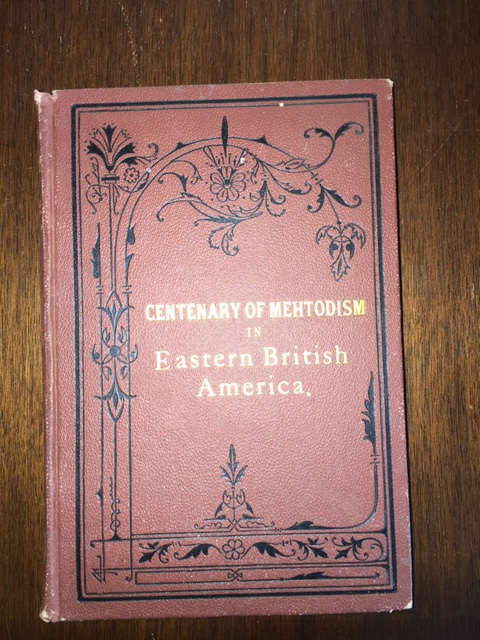 CENTENARY OF MEHTODISM
IN
Eastern British
America.